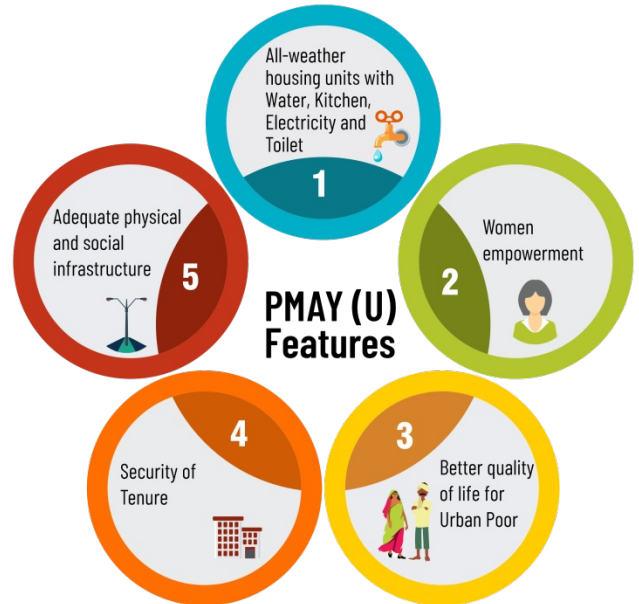 All-weather
housing units with
Water, Kitchen,
Electricity and
Toilet
1
Women
empowerment
2
Better quality
of life for
Urban Poor
3
Security of
Tenure
4
Adequate physical
and social
infrastructure
5
PMAY (U)
Features